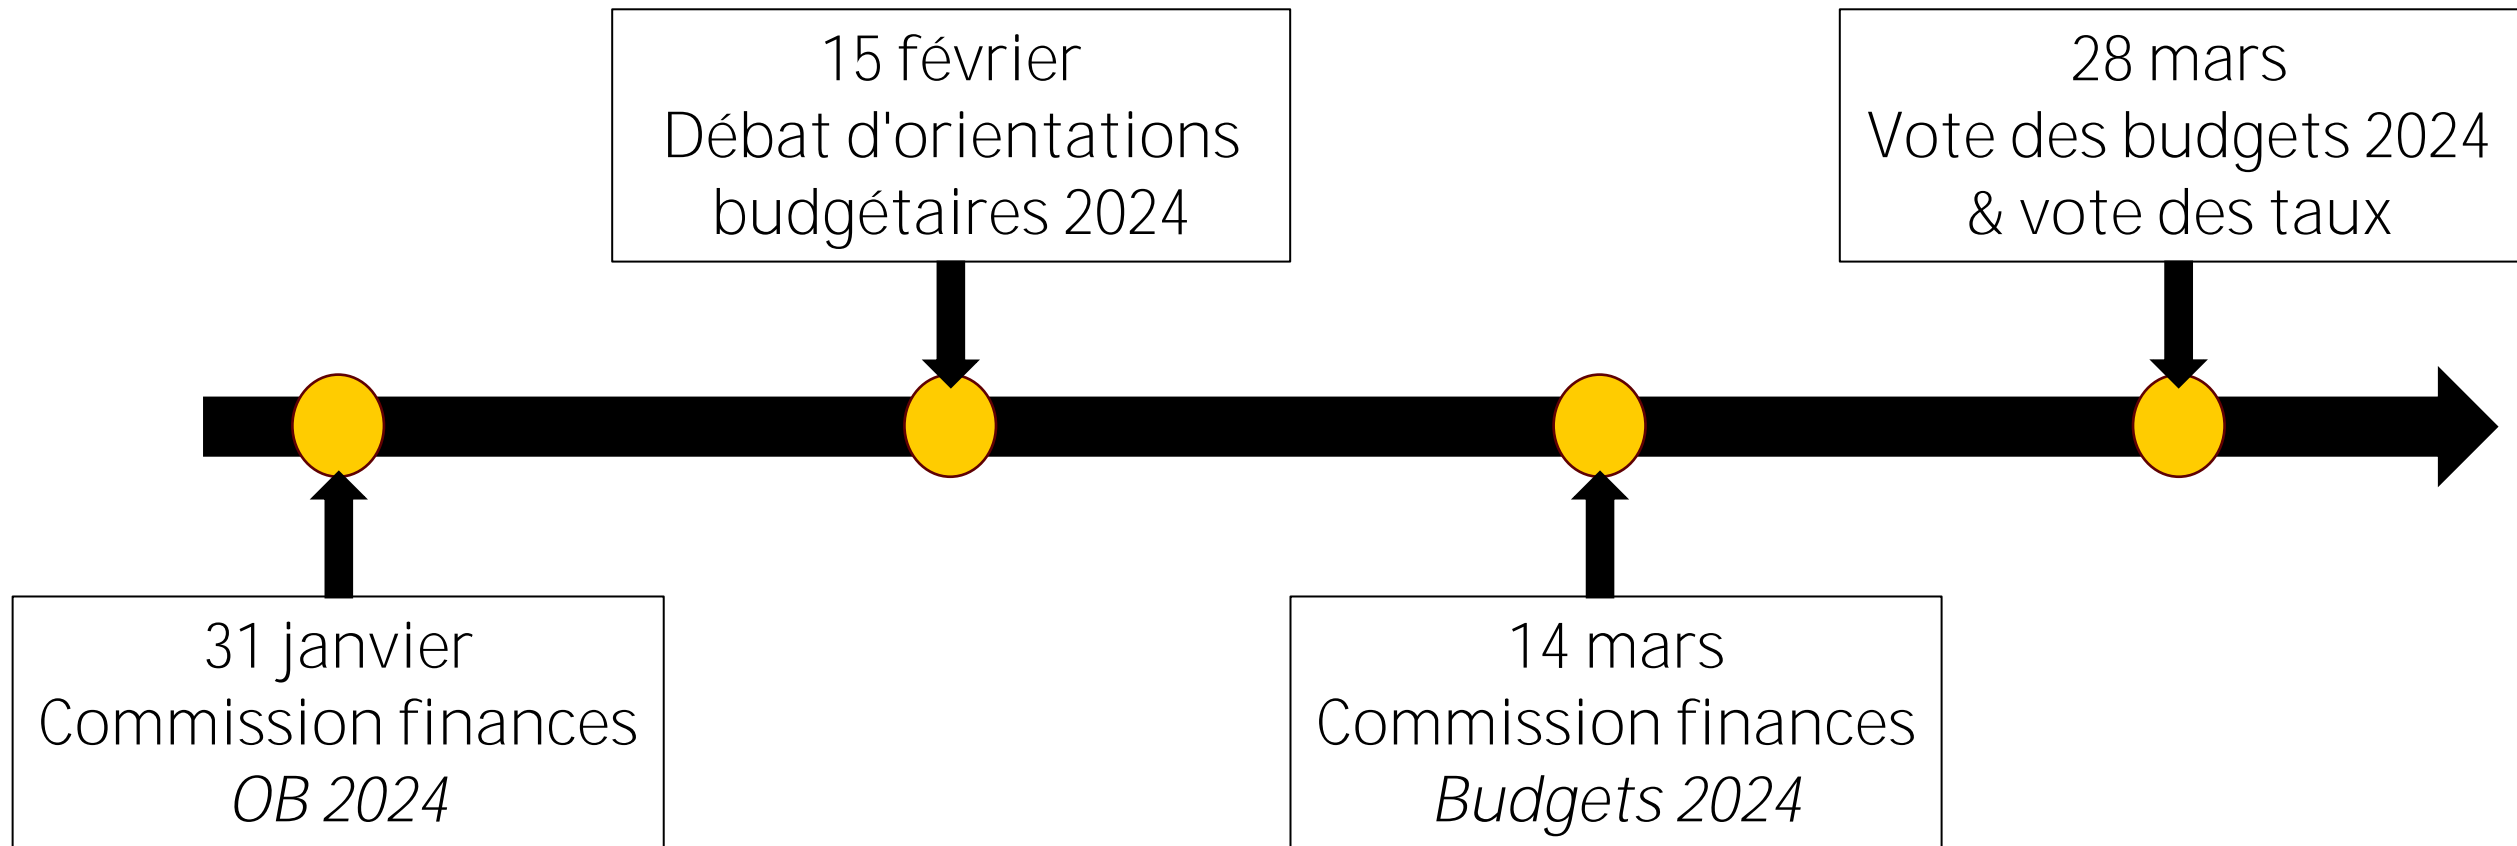 15 février
Débat d'orientations
budgétaires 2024
28 mars
Vote des budgets 2024
& vote des taux
31 janvier
Commission finances
OB 2024
14 mars
Commission finances
Budgets 2024